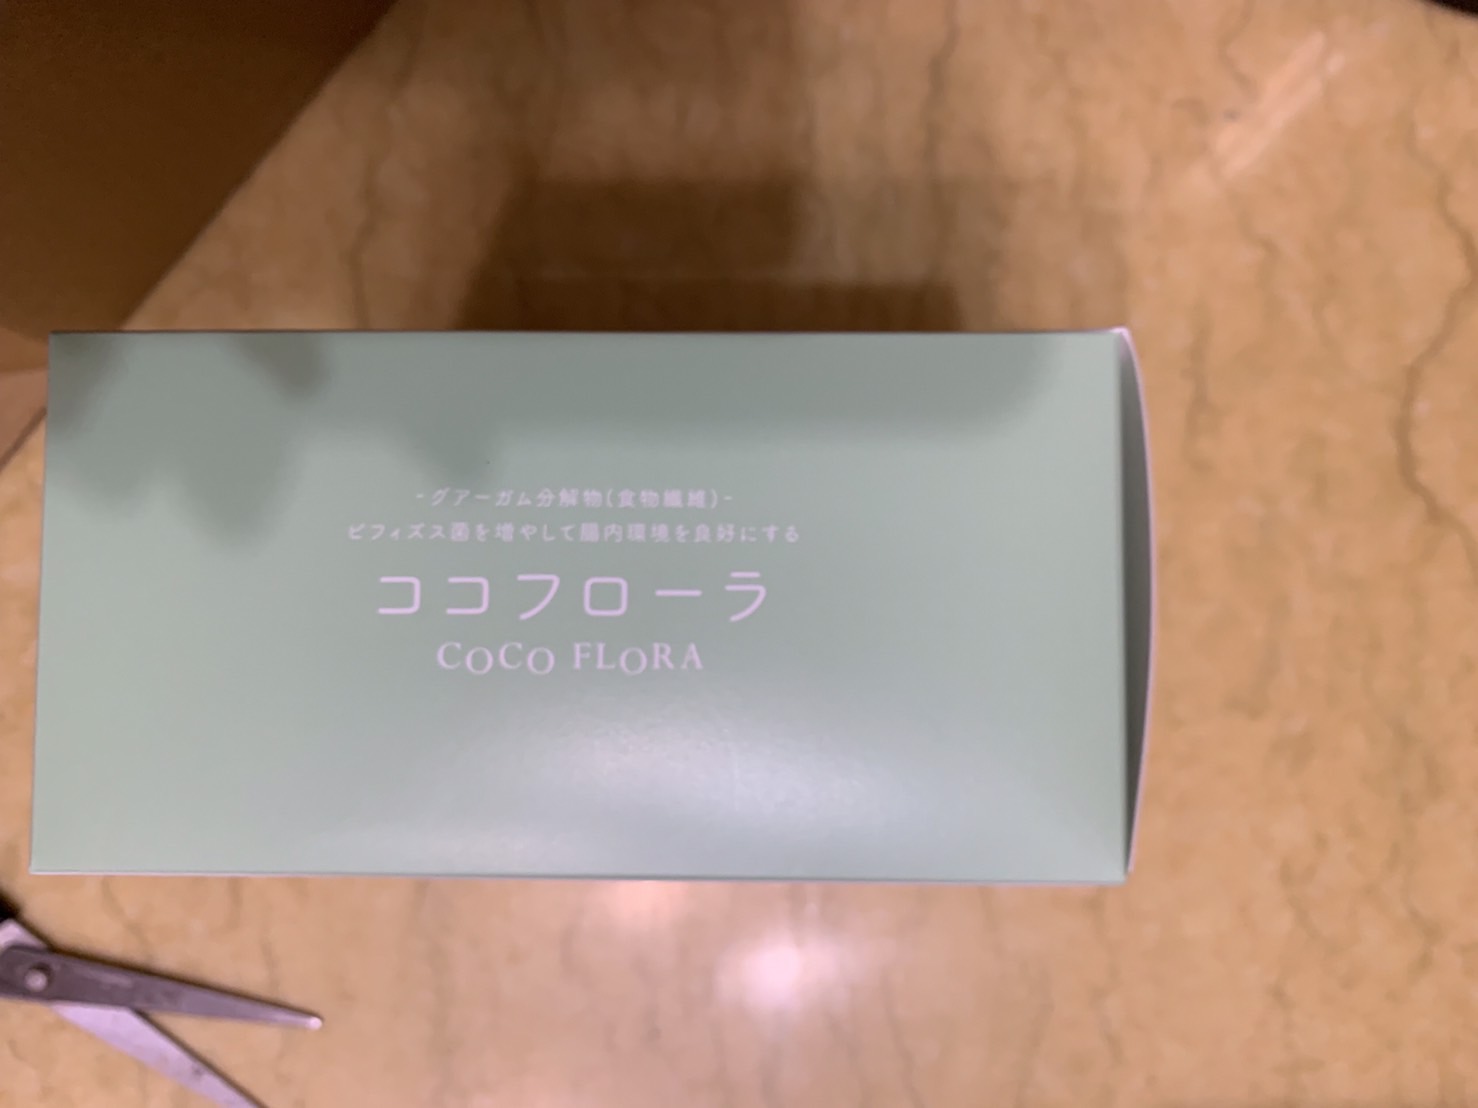 -グアーガム分解物(食物繊維)-
ビフィズス菌を増やして腸内環境を良好にする
ココフローラ
COCO FLORA